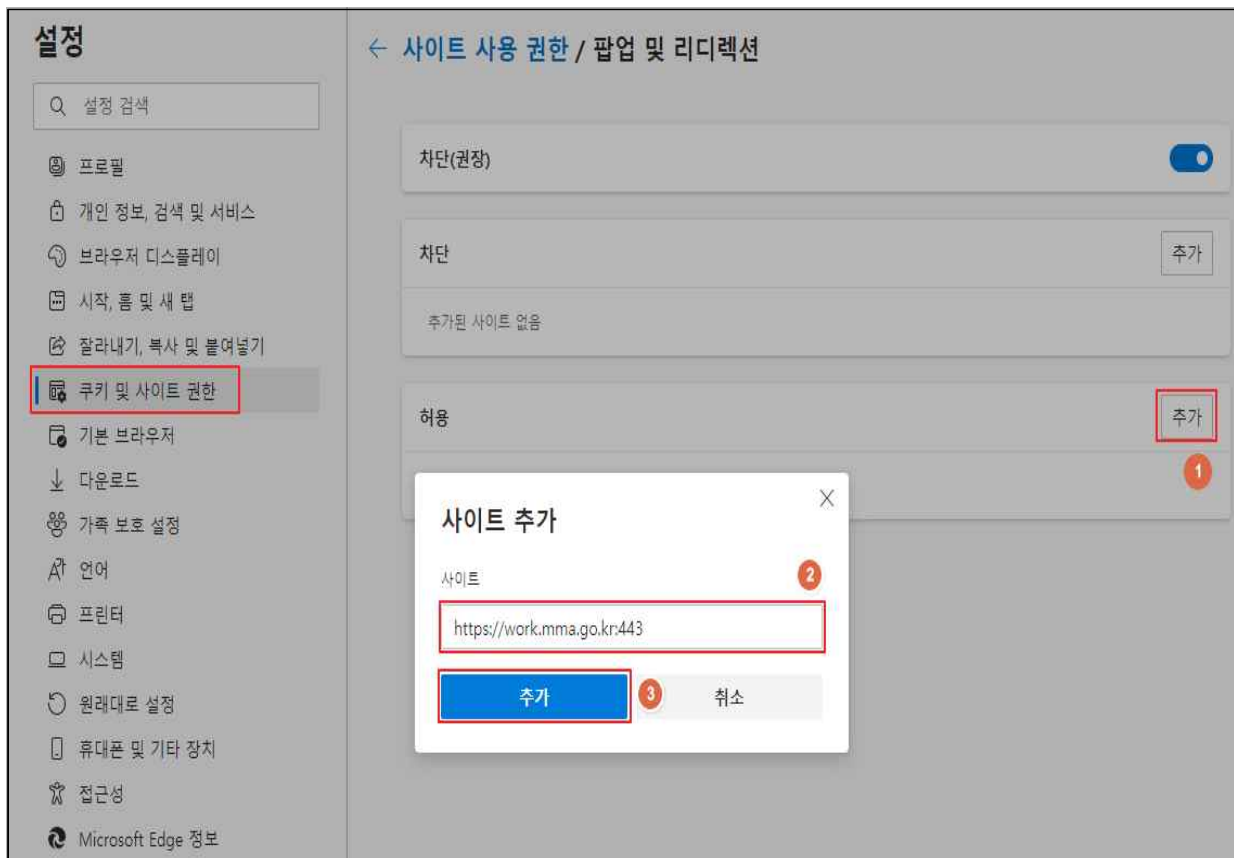 설정
설정 검색
프로필
개인 정보, 검색 및 서비스
브라우저 디스플레이
시작, 홈 및 새 탭
잘라내기, 복사 및 붙여넣기
쿠키 및 사이트 권한
기본 브라우저
다운로드
가족 보호 설정
언어
프린터
시스템
원래대로 설정
휴대폰 및 기타 장치
접근성
Microsoft Edge 정보
← 사이트 사용 권한 / 팝업 및 리디렉션
차단(권장)
차단 추가
추가된 사이트 없음
허용 추가
1
사이트 추가
사이트 2
https://work.mma.go.kr:443
추가 3 취소